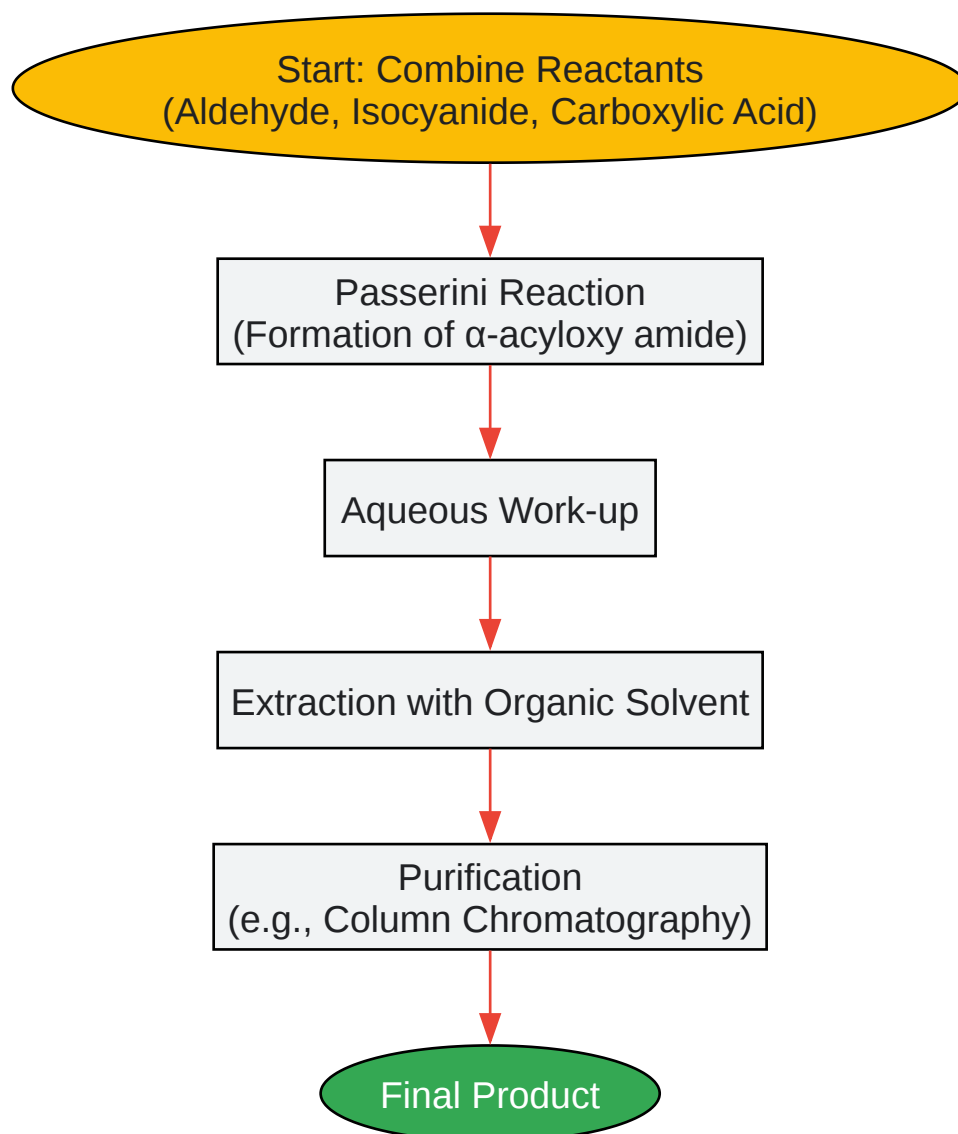 Start: Combine Reactants
(Aldehyde, Isocyanide, Carboxylic Acid)
Passerini Reaction
(Formation of α-acyloxy amide)
Aqueous Work-up
Extraction with Organic Solvent
Purification
(e.g., Column Chromatography)
Final Product